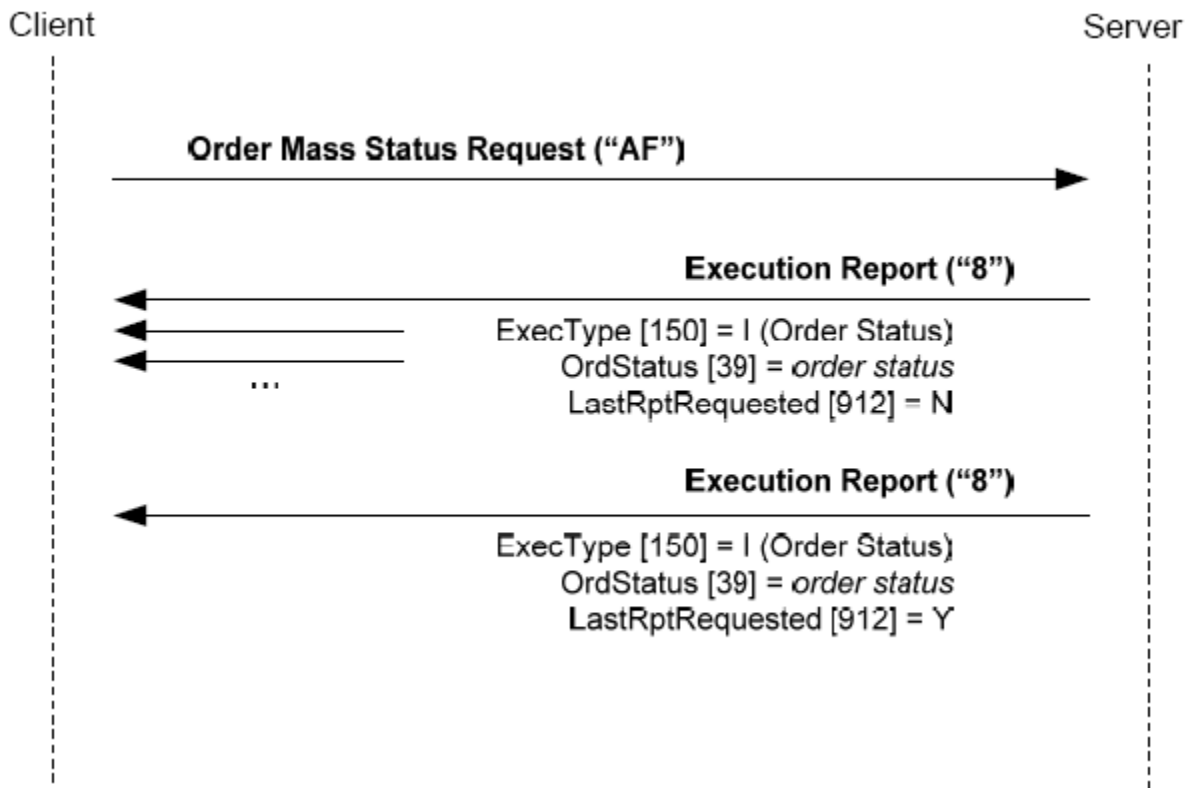 Client
Server
Order Mass Status Request (“AF”)
Execution Report (“8”)
ExecType [150] = I (Order Status)
OrdStatus [39] = order status
...
LastRptRequested [912] = N
Execution Report (“8”)
ExecType [150] = I (Order Status)
OrdStatus [39] = order status
LastRptRequested [912] = Y